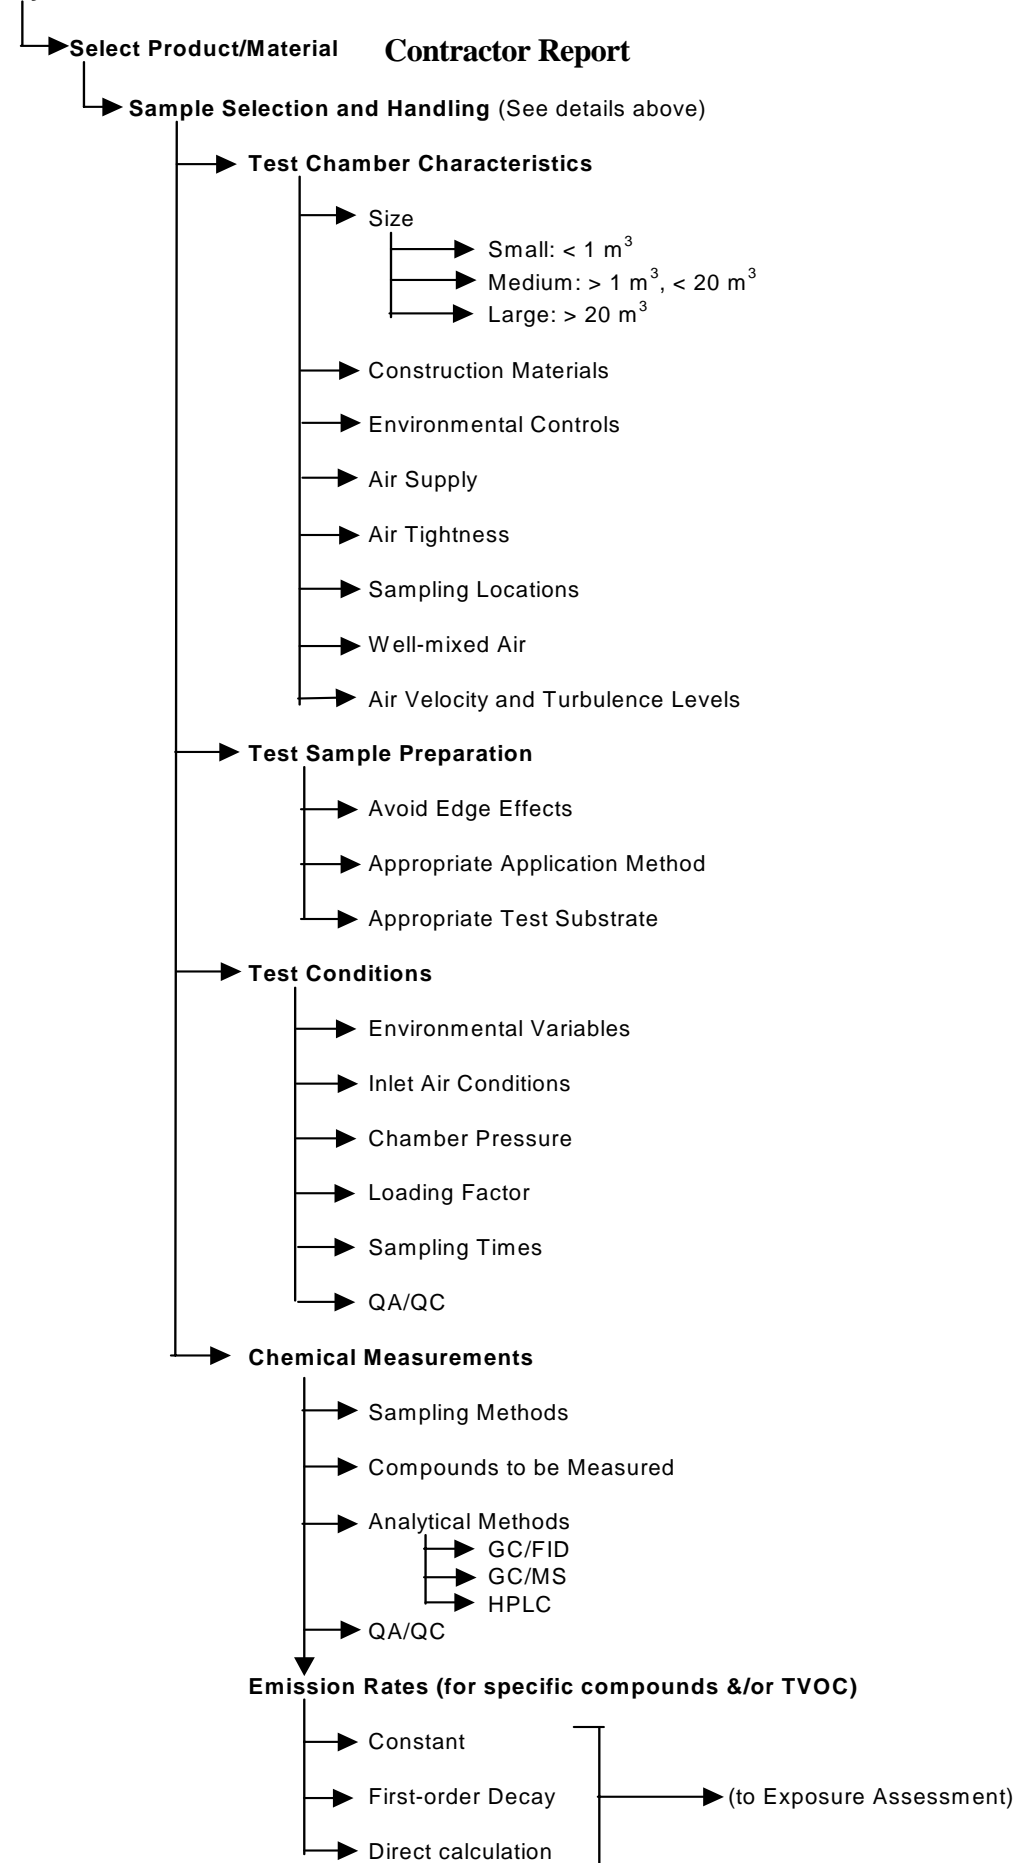 Select Product/Material Contractor Report
Sample Selection and Handling (See details above)
Test Chamber Characteristics
Size
Small: < 1 m³
Medium: > 1 m³, < 20 m³
Large: > 20 m³
Construction Materials
Environmental Controls
Air Supply
Air Tightness
Sampling Locations
Well-mixed Air
Air Velocity and Turbulence Levels
Test Sample Preparation
Avoid Edge Effects
Appropriate Application Method
Appropriate Test Substrate
Test Conditions
Environmental Variables
Inlet Air Conditions
Chamber Pressure
Loading Factor
Sampling Times
QA/QC
Chemical Measurements
Sampling Methods
Compounds to be Measured
Analytical Methods
GC/FID
GC/MS
HPLC
QA/QC
Emission Rates (for specific compounds &/or TVOC)
Constant
First-order Decay (to Exposure Assessment)
Direct calculation